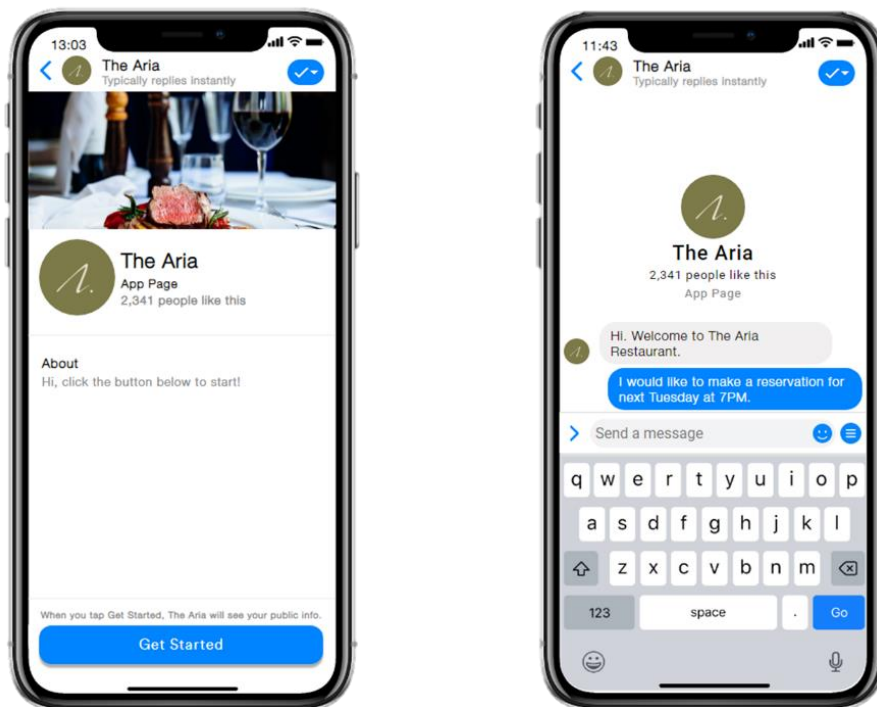 13:03
The Aria
Typically replies instantly
The Aria
App Page
2,341 people like this
About
Hi, click the button below to start!
When you tap Get Started, The Aria will see your public info.
Get Started
11:43
The Aria
Typically replies instantly
The Aria
2,341 people like this
App Page
Hi. Welcome to The Aria
Restaurant.
I would like to make a reservation for
next Tuesday at 7PM.
Send a message
q w e r t y u i o p
a s d f g h j k l
z x c v b n m
123 space . Go